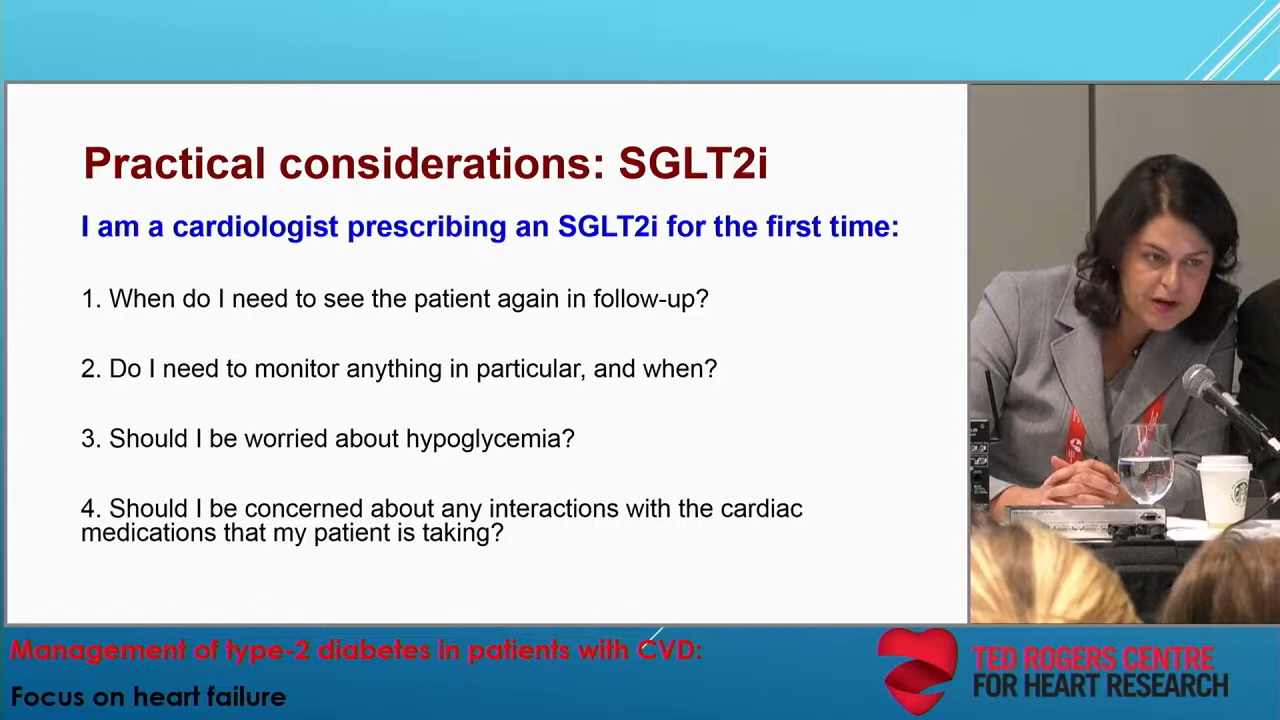 Practical considerations: SGLT2i
I am a cardiologist prescribing an SGLT2i for the first time:
1. When do I need to see the patient again in follow-up?
2. Do I need to monitor anything in particular, and when?
3. Should I be worried about hypoglycemia?
4. Should I be concerned about any interactions with the cardiac
medications that my patient is taking?
Management of type-2 diabetes in patients with CVD:
Focus on heart failure
TED ROGERS CENTRE
FOR HEART RESEARCH